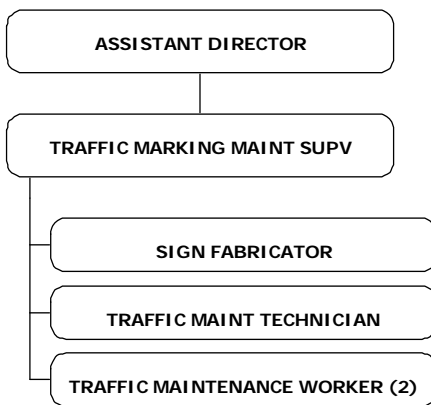 ASSISTANT DIRECTOR
TRAFFIC MARKING MAINT SUPV
SIGN FABRICATOR
TRAFFIC MAINT TECHNICIAN
TRAFFIC MAINTENANCE WORKER (2)